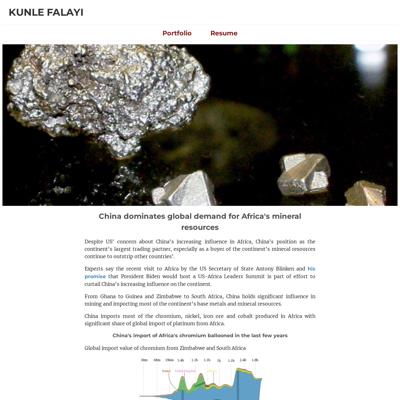 KUNLE FALAYI
Portfolio Resume
China dominates global demand for Africa's mineral
resources
Despite US' concern about China's increasing influence in Africa, China's position as the
continent's largest trading partner, especially as a buyer of the continent's mineral resources
continue to outstrip other countries'.
Experts say the recent visit to Africa by the US Secretary of State Antony Blinken and his
promise that President Biden would host a US-Africa Leaders Summit is part of effort to
curtail China's increasing influence on the continent.
From Ghana to Guinea and Zimbabwe to South Africa, China holds significant influence in
mining and importing most of the continent's base metals and mineral resources.
China imports most of the chromium, nickel, iron ore and cobalt produced in Africa with
significant share of global import of platinum from Africa.
China's import of Africa's chromium ballooned in the last few years
Global import value of chromium from Zimbabwe and South Africa